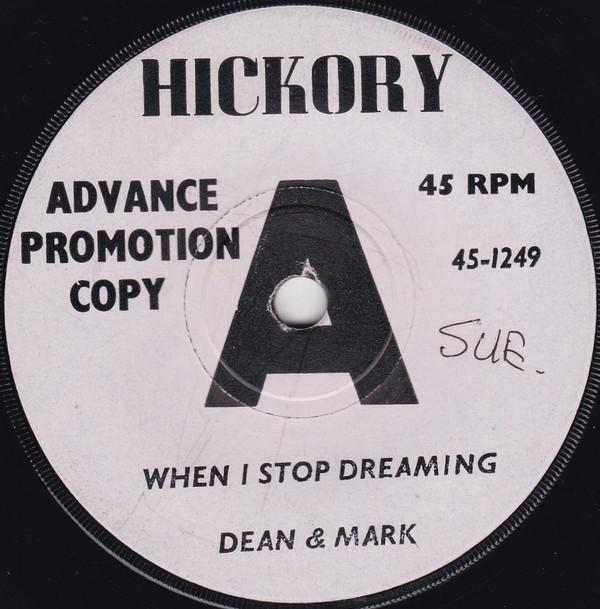 HICKORY
ADVANCE
PROMOTION
COPY
A
45 RPM
45-1249
SUE.
WHEN I STOP DREAMING
DEAN & MARK